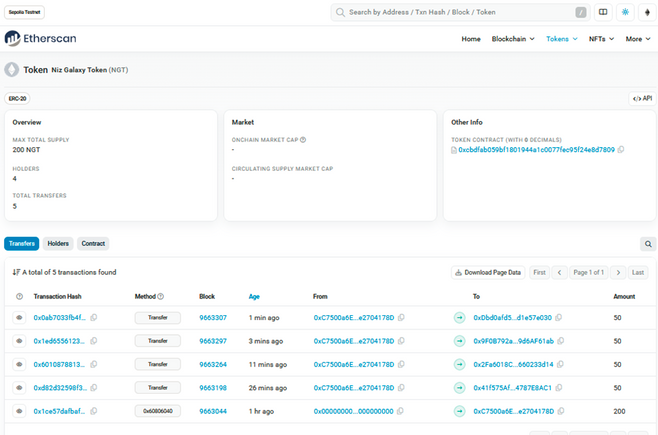 Sepolia Testnet
Search by Address / Txn Hash / Block / Token /
Etherscan
Home Blockchain Tokens NFTs More
Token Niz Galaxy Token (NGT)
ERC-20
API
Overview
MAX TOTAL SUPPLY
200 NGT
HOLDERS
4
TOTAL TRANSFERS
5
Market
ONCHAIN MARKET CAP
-
CIRCULATING SUPPLY MARKET CAP
-
Other Info
TOKEN CONTRACT (WITH 0 DECIMALS)
0xcbdfab059bf1801944a1c0077fec95f24e8d7809
Transfers Holders Contract
A total of 5 transactions found
Download Page Data First Page 1 of 1 Last
Transaction Hash Method Block Age From To Amount
0x0ab7033fb4f... Transfer 9663307 1 min ago 0xC7500a6E...e2704178D 0xDbd0afd5...d1e57e030 50
0x1ed6556123... Transfer 9663297 3 mins ago 0xC7500a6E...e2704178D 0x9F0B792a...9d6AF61ab 50
0x6010878813... Transfer 9663264 11 mins ago 0xC7500a6E...e2704178D 0x2Fa6018C...660233d14 50
0xd82d32598f3... Transfer 9663198 26 mins ago 0xC7500a6E...e2704178D 0x41f575Af...4787E8AC1 50
0x1ce57dafbaf... 0x60806040 9663044 1 hr ago 0x00000000...000000000 0xC7500a6E...e2704178D 200